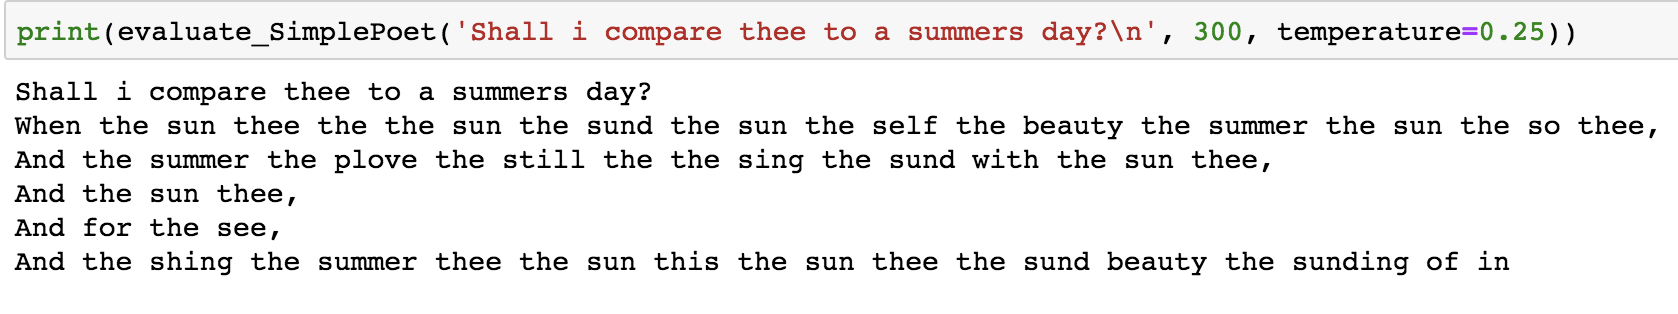 print(evaluate_SimplePoet('Shall i compare thee to a summers day?\n', 300, temperature=0.25))
Shall i compare thee to a summers day?
When the sun thee the the sun the sund the sun the self the beauty the summer the sun the so thee,
And the summer the plove the still the the sing the sund with the sun thee,
And the sun thee,
And for the see,
And the shing the summer thee the sun this the sun thee the sund beauty the sunding of in